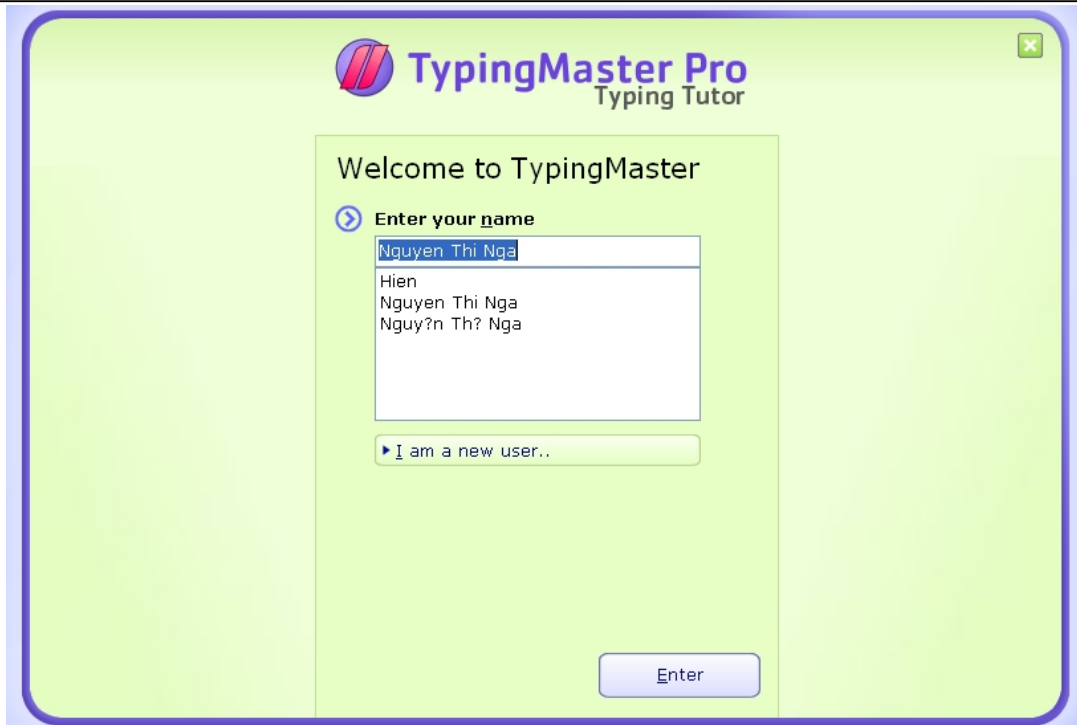 TypingMaster Pro
Typing Tutor
Welcome to TypingMaster
Enter your name
Nguyen Thi Nga
Hien
Nguyen Thi Nga
Nguy?n Th? Nga
I am a new user..
Enter